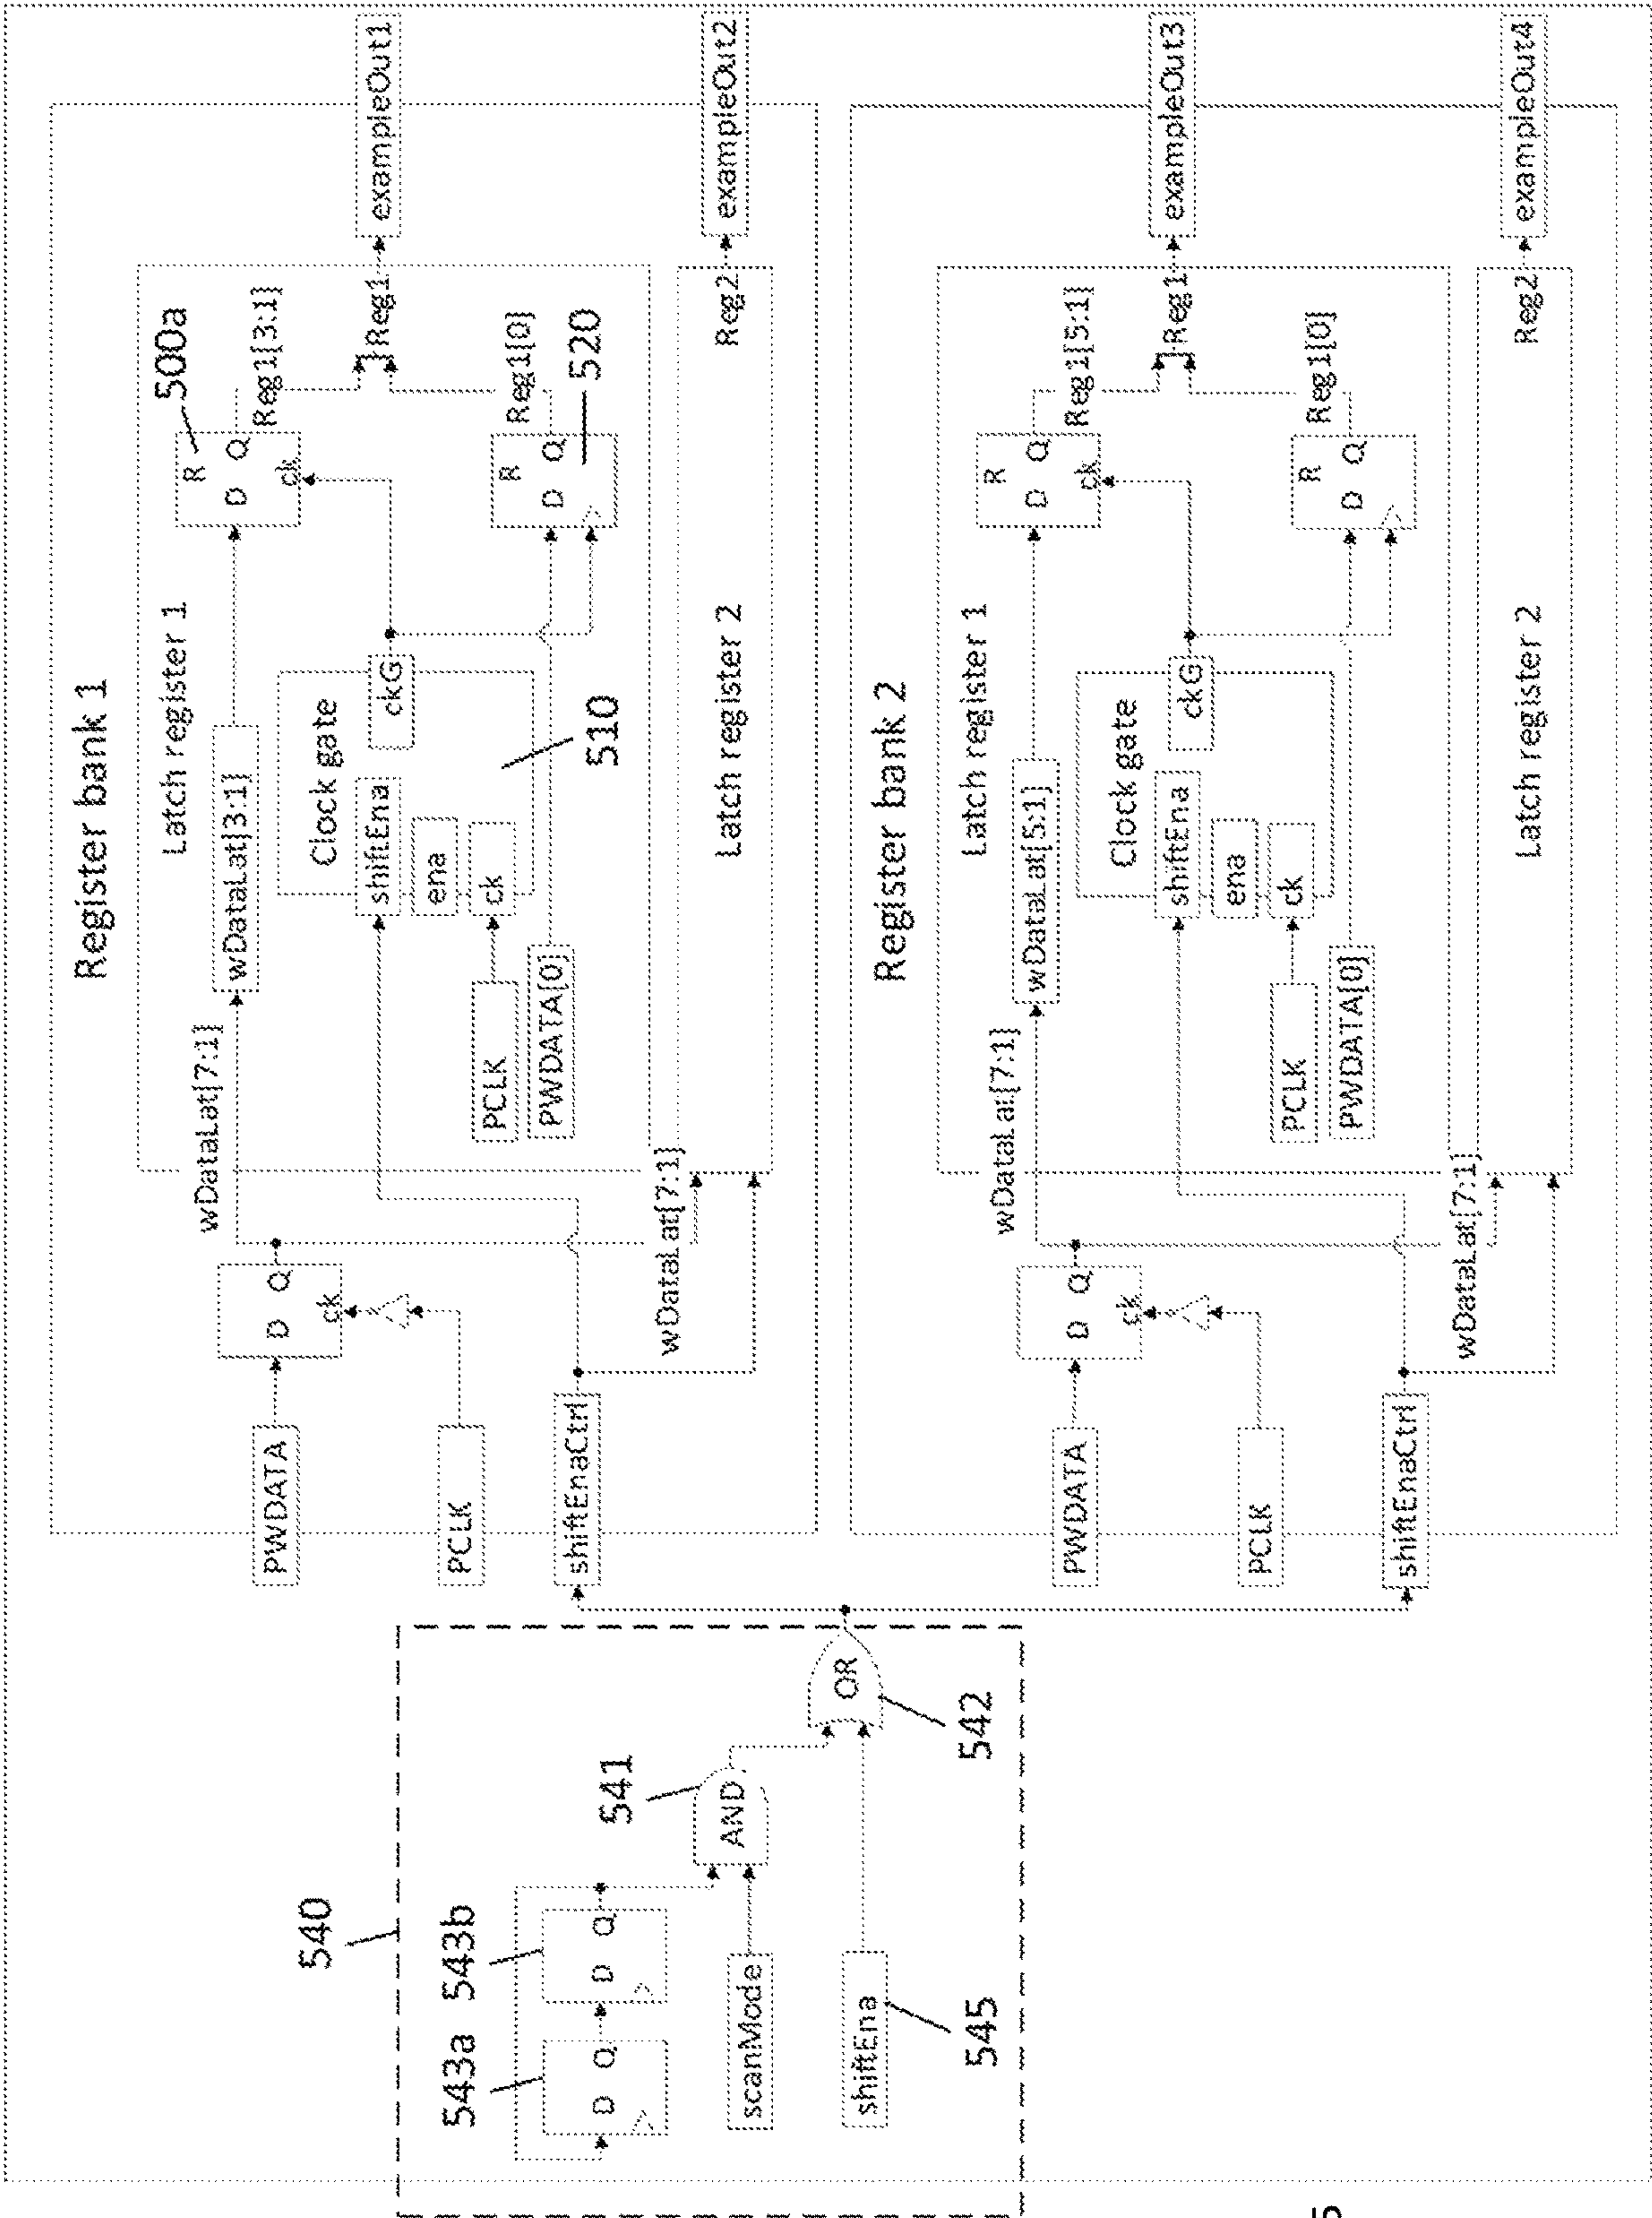 540
543a
543b
D Q
D Q
scanMode
shiftEna
545
541
AND
OR
542
Register bank 1
PWDATA
PCLK
shiftEnaCtrl
D Q
ck
wDataLat[7:1]
wDataLat[7:1]
Latch register 1
wDataLat[3:1]
Clock gate
shiftEna
ena
ck
ckG
510
PCLK
PWDATA[0]
500a
R
D Q
ck
Reg1[3:1]
R
D Q
Reg1[0]
520
}Reg1
exampleOut1
Latch register 2
Reg2
exampleOut2
Register bank 2
PWDATA
PCLK
shiftEnaCtrl
D Q
ck
wDataLat[7:1]
wDataLat[7:1]
Latch register 1
wDataLat[5:1]
Clock gate
shiftEna
ena
ck
ckG
PCLK
PWDATA[0]
R
D Q
ck
Reg1[5:1]
R
D Q
Reg1[0]
}Reg1
exampleOut3
Latch register 2
Reg2
exampleOut4